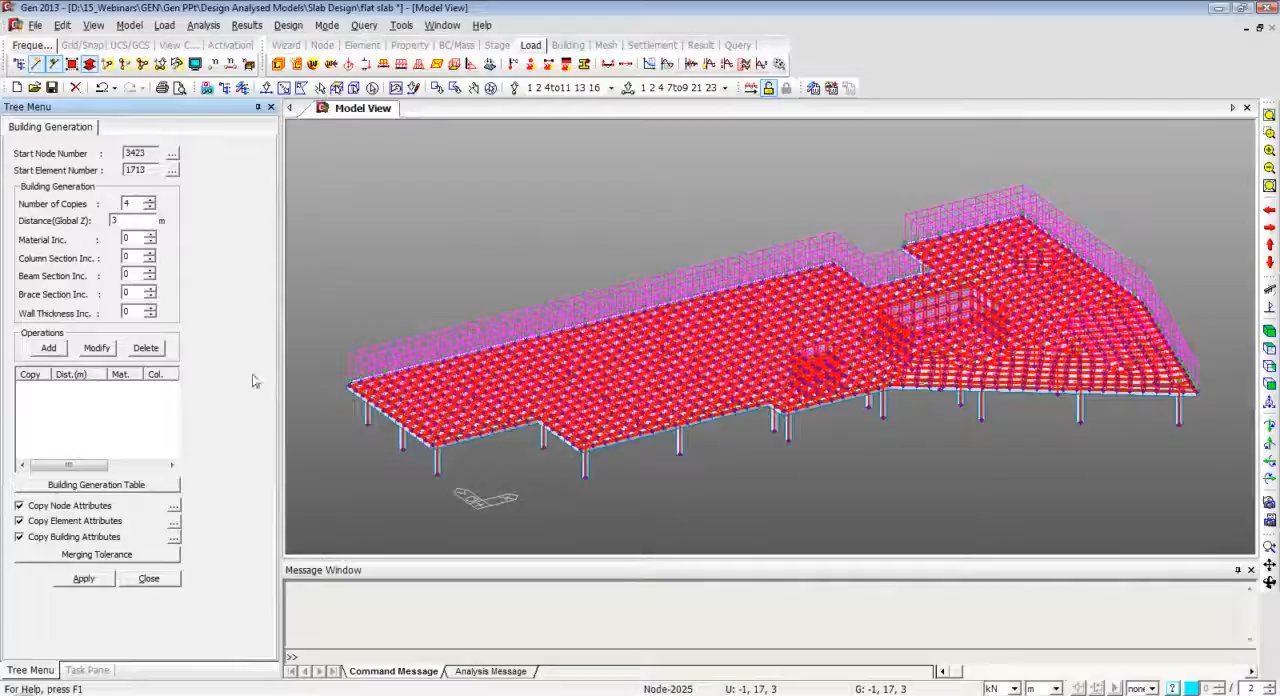 Gen 2013 - [D:\15_Webinars\GEN\Gen PPt\Design Analysed Models\Slab Design\flat slab *] - [Model View]
File Edit View Model Load Analysis Results Design Mode Query Tools Window Help
Freque... Grid/Snap UCS/GCS View C... Activation Wizard Node Element Property BC/Mass Stage Load Building Mesh Settlement Result Query
1 2 4to11 13 16 1 2 4 7to9 21 23
Tree Menu
Model View
Building Generation
Start Node Number : 3423 ...
Start Element Number : 1713 ...
Building Generation
Number of Copies : 4
Distance(Global Z): 3 m
Material Inc. : 0
Column Section Inc. : 0
Beam Section Inc. : 0
Brace Section Inc. : 0
Wall Thickness Inc. : 0
Operations
Add Modify Delete
Copy Dist.(m) Mat. Col.
Building Generation Table
Copy Node Attributes ...
Copy Element Attributes ...
Copy Building Attributes ...
Merging Tolerance
Apply Close
Message Window
>>
Tree Menu Task Pane
Command Message Analysis Message
For Help, press F1 Node-2025 U: -1, 17, 3 G: -1, 17, 3 kN m none ? 0 / 2